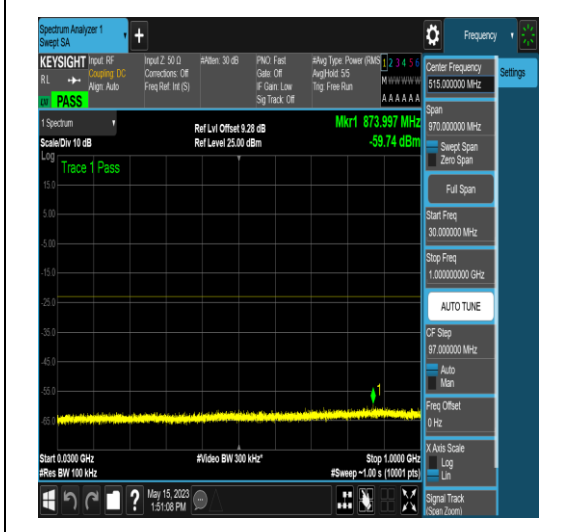 Spectrum Analyzer 1
Swept SA
Frequency
KEYSIGHT
RL
Input: RF
Coupling: DC
Align: Auto
Input Z: 50 Ω
Corrections: Off
Freq Ref: Int (S)
#Atten: 30 dB
PNO: Fast
Gate: Off
IF Gain: Low
Sig Track: Off
#Avg Type: Power (RMS
Avg|Hold: 5/5
Trig: Free Run
1 2 3 4 5 6
M W W W W W
A A A A A A
PASS
1 Spectrum
Scale/Div 10 dB
Log
Ref Lvl Offset 9.28 dB
Ref Level 25.00 dBm
Mkr1 873.997 MHz
-59.74 dBm
Trace 1 Pass
15.0
5.00
-5.00
-15.0
-25.0
-35.0
-45.0
-55.0
-65.0
1
Start 0.0300 GHz
#Res BW 100 kHz
#Video BW 300 kHz*
Stop 1.0000 GHz
#Sweep ~1.00 s (10001 pts)
?
May 15, 2023
1:51:08 PM
Center Frequency
515.000000 MHz
Settings
Span
970.000000 MHz
Swept Span
Zero Span
Full Span
Start Freq
30.000000 MHz
Stop Freq
1.000000000 GHz
AUTO TUNE
CF Step
97.000000 MHz
Auto
Man
Freq Offset
0 Hz
X Axis Scale
Log
Lin
Signal Track
(Span Zoom)